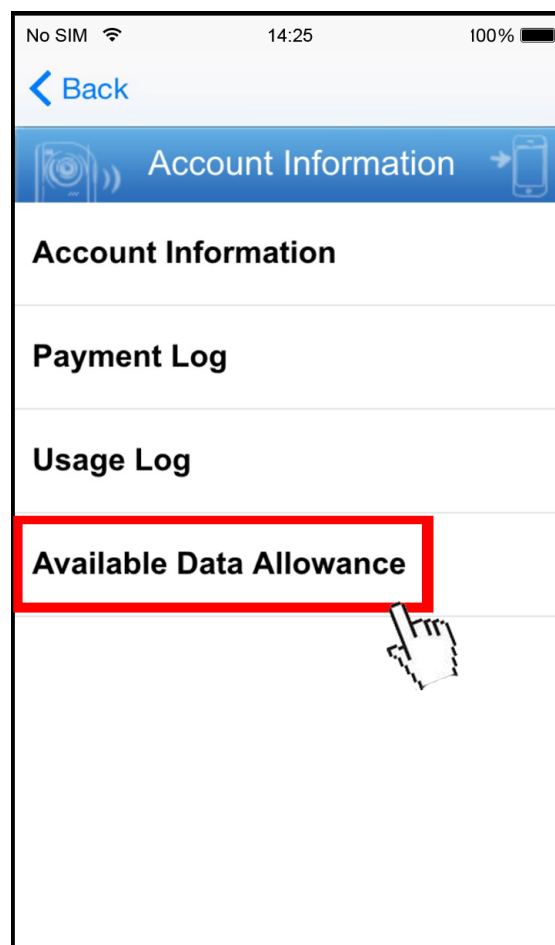 No SIM 14:25 100%
Back
Account Information
Account Information
Payment Log
Usage Log
Available Data Allowance